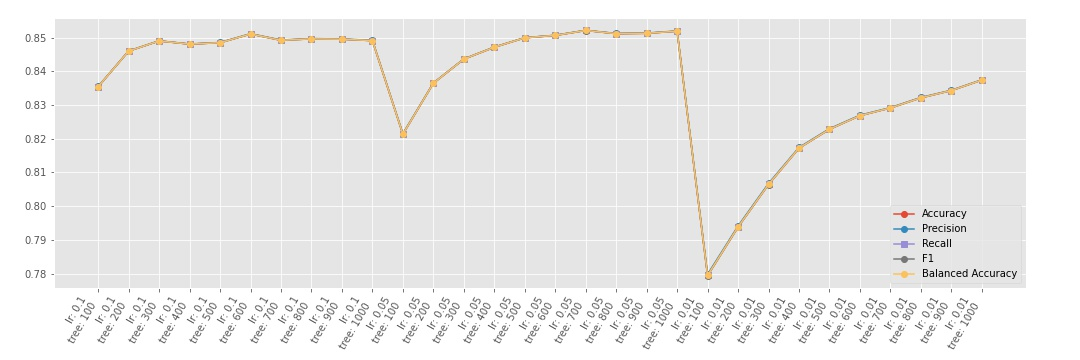 0.85
0.84
0.83
0.82
0.81
0.80
0.79
0.78
lr: 0.1
tree: 100
lr: 0.1
tree: 200
lr: 0.1
tree: 300
lr: 0.1
tree: 400
lr: 0.1
tree: 500
lr: 0.1
tree: 600
lr: 0.1
tree: 700
lr: 0.1
tree: 800
lr: 0.1
tree: 900
lr: 0.1
tree: 1000
lr: 0.05
tree: 100
lr: 0.05
tree: 200
lr: 0.05
tree: 300
lr: 0.05
tree: 400
lr: 0.05
tree: 500
lr: 0.05
tree: 600
lr: 0.05
tree: 700
lr: 0.05
tree: 800
lr: 0.05
tree: 900
lr: 0.05
tree: 1000
lr: 0.01
tree: 100
lr: 0.01
tree: 200
lr: 0.01
tree: 300
lr: 0.01
tree: 400
lr: 0.01
tree: 500
lr: 0.01
tree: 600
lr: 0.01
tree: 700
lr: 0.01
tree: 800
lr: 0.01
tree: 900
lr: 0.01
tree: 1000
Accuracy
Precision
Recall
F1
Balanced Accuracy